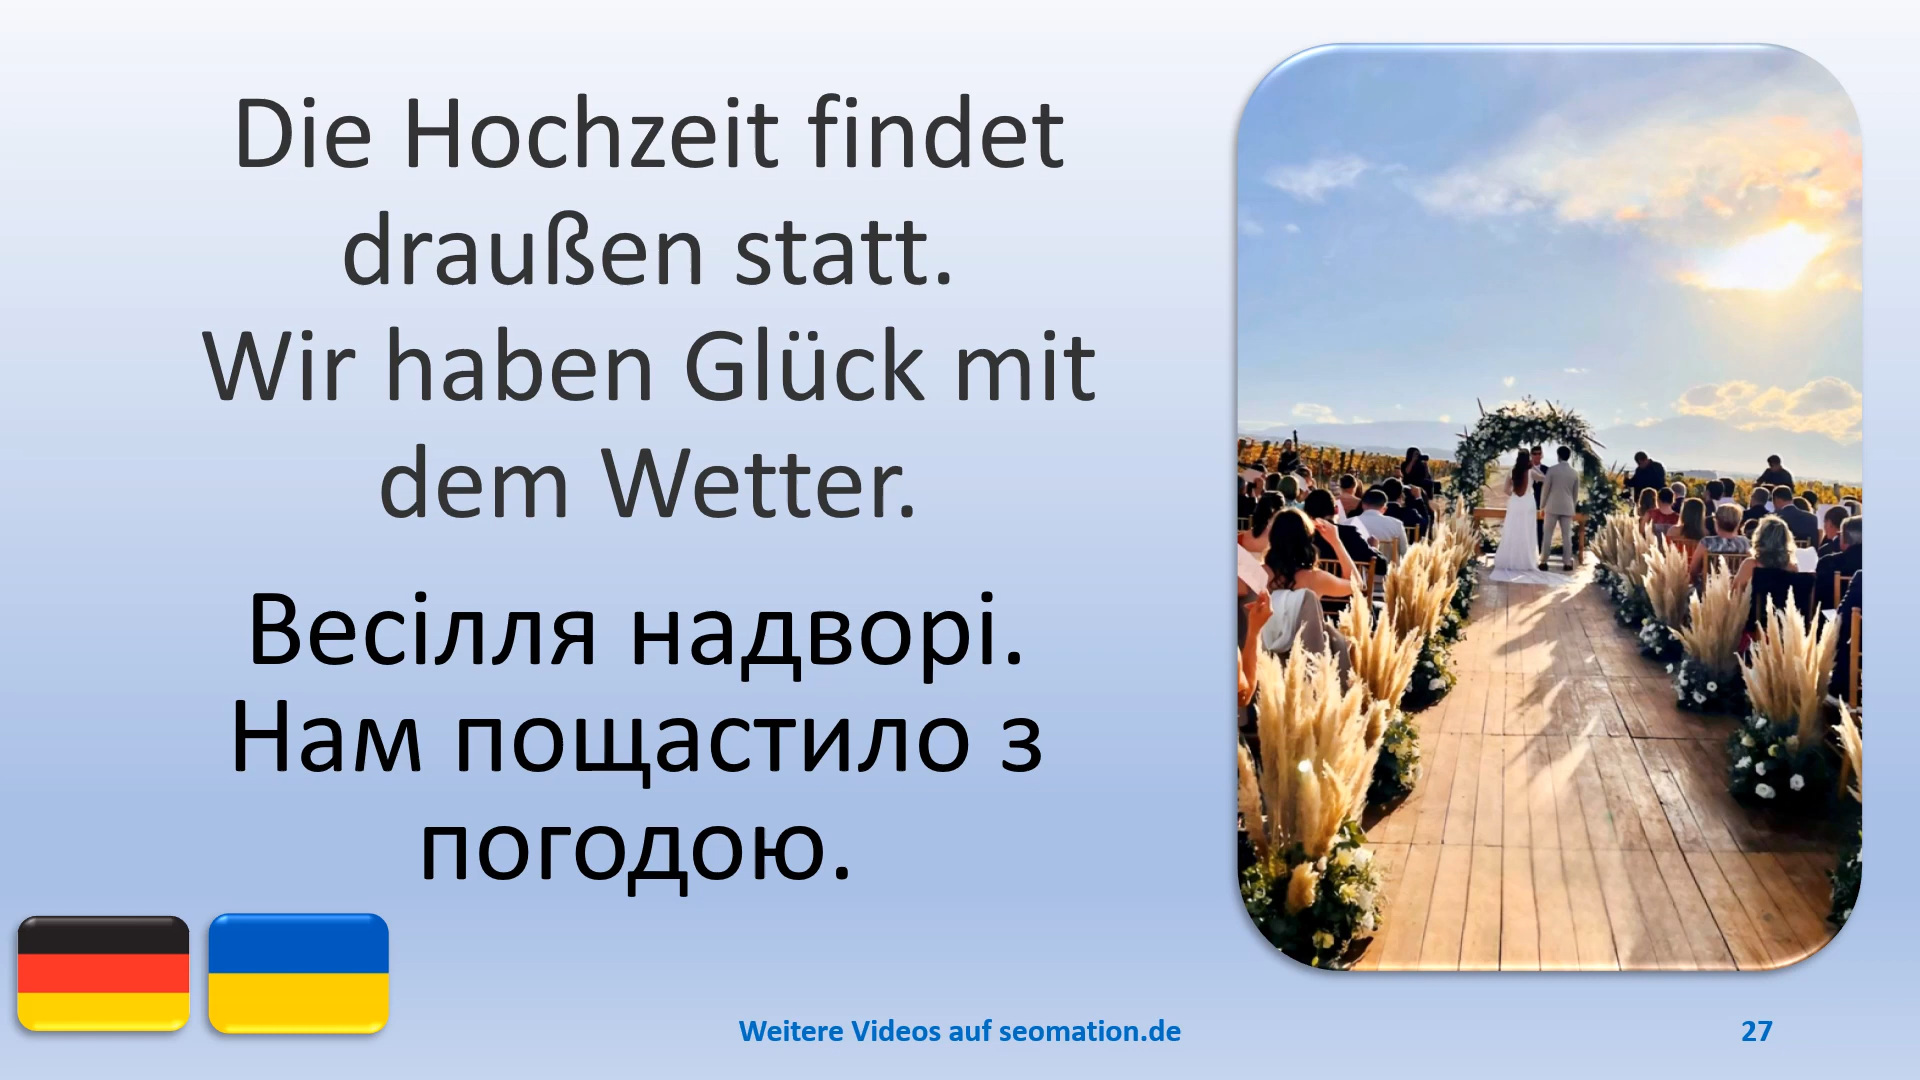 Die Hochzeit findet
draußen statt.
Wir haben Glück mit
dem Wetter.
Весілля надворі.
Нам пощастило з
погодою.
Weitere Videos auf seomation.de
27